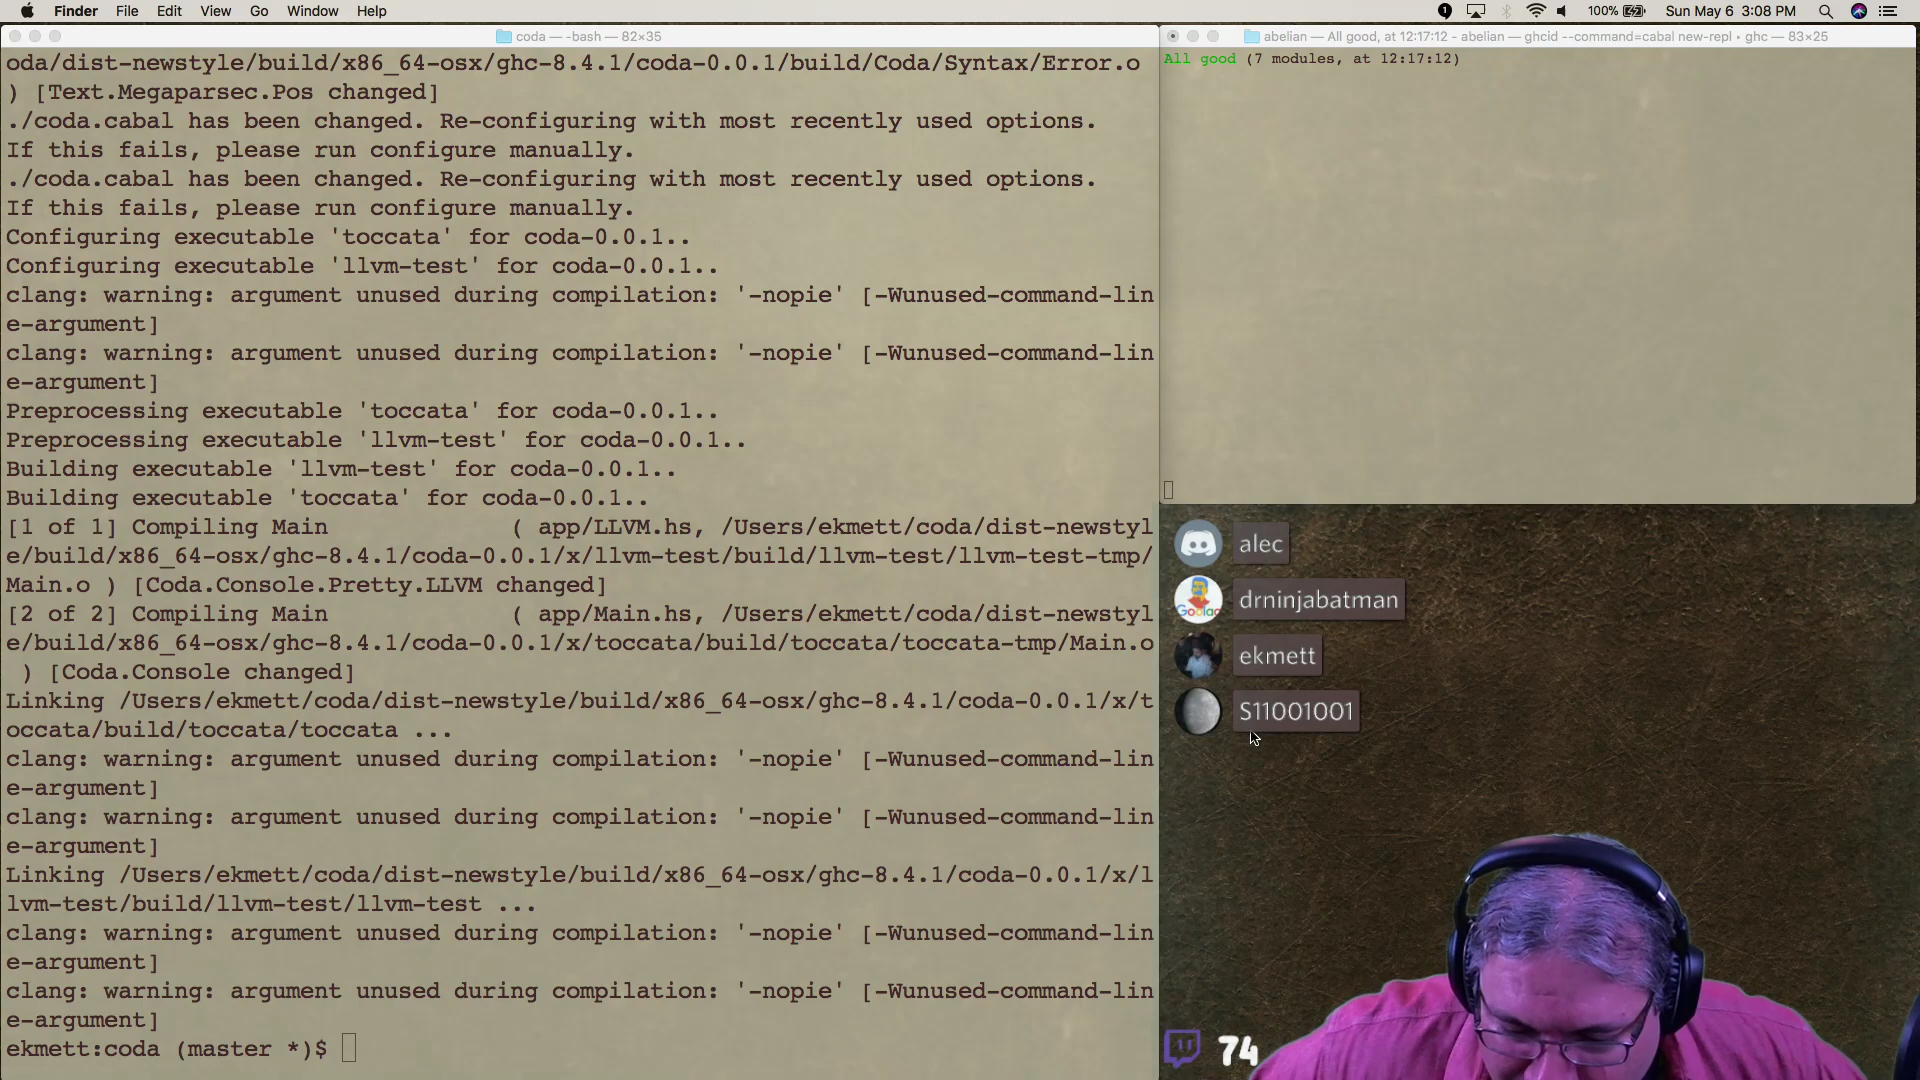 Finder File Edit View Go Window Help
100% Sun May 6 3:08 PM
coda — -bash — 82×35
oda/dist-newstyle/build/x86_64-osx/ghc-8.4.1/coda-0.0.1/build/Coda/Syntax/Error.o
) [Text.Megaparsec.Pos changed]
./coda.cabal has been changed. Re-configuring with most recently used options.
If this fails, please run configure manually.
./coda.cabal has been changed. Re-configuring with most recently used options.
If this fails, please run configure manually.
Configuring executable 'toccata' for coda-0.0.1..
Configuring executable 'llvm-test' for coda-0.0.1..
clang: warning: argument unused during compilation: '-nopie' [-Wunused-command-lin
e-argument]
clang: warning: argument unused during compilation: '-nopie' [-Wunused-command-lin
e-argument]
Preprocessing executable 'toccata' for coda-0.0.1..
Preprocessing executable 'llvm-test' for coda-0.0.1..
Building executable 'llvm-test' for coda-0.0.1..
Building executable 'toccata' for coda-0.0.1..
[1 of 1] Compiling Main ( app/LLVM.hs, /Users/ekmett/coda/dist-newstyl
e/build/x86_64-osx/ghc-8.4.1/coda-0.0.1/x/llvm-test/build/llvm-test/llvm-test-tmp/
Main.o ) [Coda.Console.Pretty.LLVM changed]
[2 of 2] Compiling Main ( app/Main.hs, /Users/ekmett/coda/dist-newstyl
e/build/x86_64-osx/ghc-8.4.1/coda-0.0.1/x/toccata/build/toccata/toccata-tmp/Main.o
) [Coda.Console changed]
Linking /Users/ekmett/coda/dist-newstyle/build/x86_64-osx/ghc-8.4.1/coda-0.0.1/x/t
occata/build/toccata/toccata ...
clang: warning: argument unused during compilation: '-nopie' [-Wunused-command-lin
e-argument]
clang: warning: argument unused during compilation: '-nopie' [-Wunused-command-lin
e-argument]
Linking /Users/ekmett/coda/dist-newstyle/build/x86_64-osx/ghc-8.4.1/coda-0.0.1/x/l
lvm-test/build/llvm-test/llvm-test ...
clang: warning: argument unused during compilation: '-nopie' [-Wunused-command-lin
e-argument]
clang: warning: argument unused during compilation: '-nopie' [-Wunused-command-lin
e-argument]
ekmett:coda (master *)$
abelian — All good, at 12:17:12 - abelian — ghcid --command=cabal new-repl • ghc — 83×25
All good (7 modules, at 12:17:12)
alec
drninjabatman
ekmett
S11001001
74